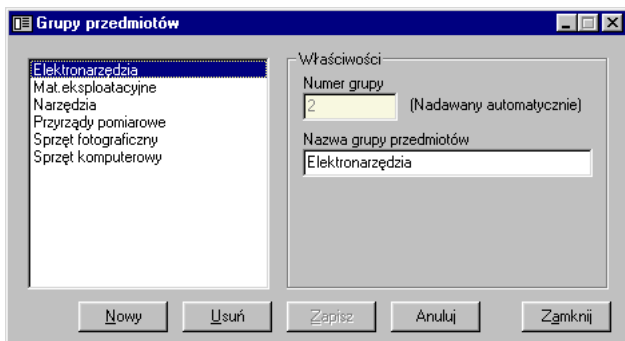 Grupy przedmiotów
Elektronarzędzia
Mat.eksploatacyjne
Narzędzia
Przyrządy pomiarowe
Sprzęt fotograficzny
Sprzęt komputerowy
Właściwości
Numer grupy
2 (Nadawany automatycznie)
Nazwa grupy przedmiotów
Elektronarzędzia
Nowy Usuń Zapisz Anuluj Zamknij